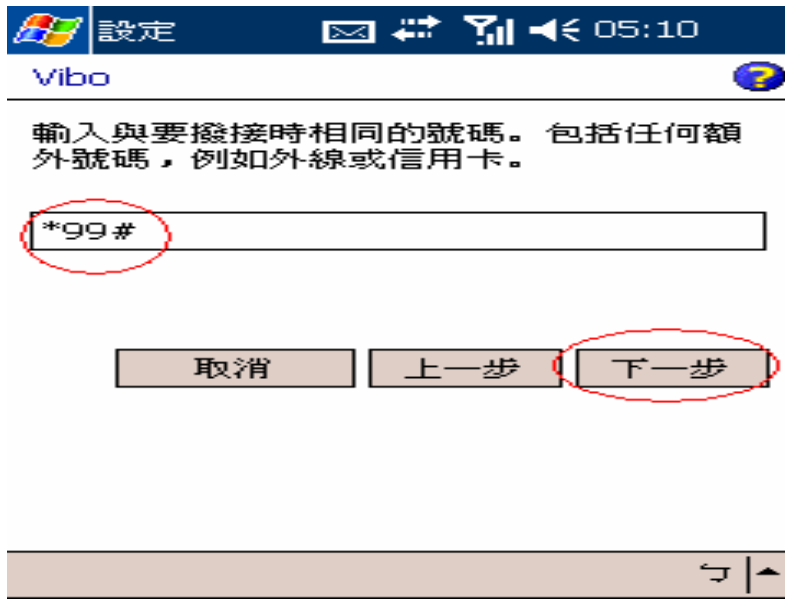 設定 05:10
Vibo
輸入與要撥接時相同的號碼。包括任何額
外號碼，例如外線或信用卡。
*99#
取消 上一步 下一步
ㄅ